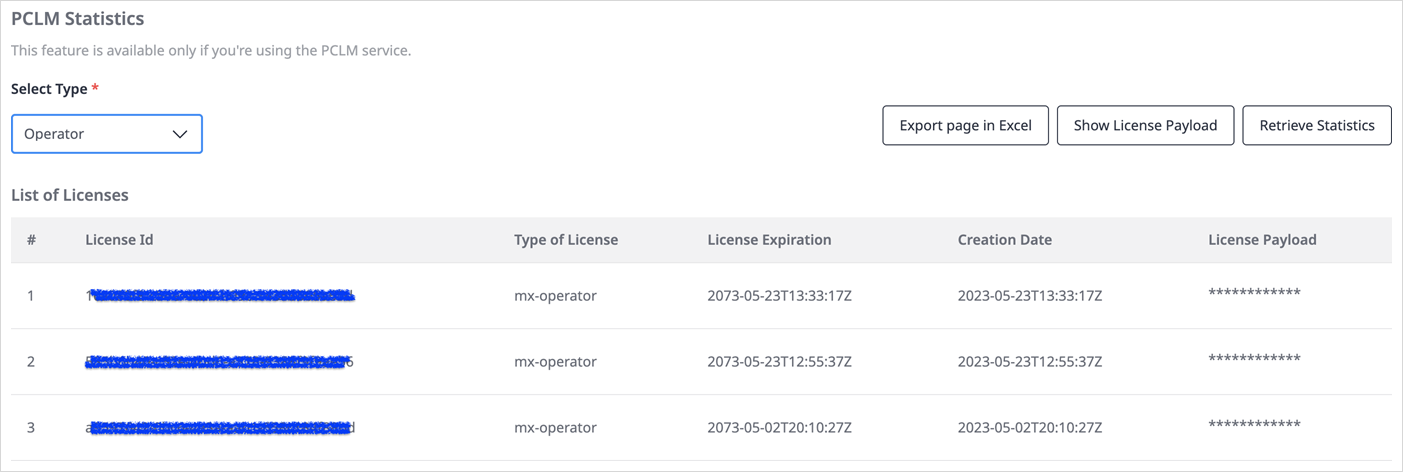 PCLM Statistics
This feature is available only if you're using the PCLM service.
Select Type *
Operator
Export page in Excel Show License Payload Retrieve Statistics
List of Licenses
# License Id Type of License License Expiration Creation Date License Payload
1 mx-operator 2073-05-23T13:33:17Z 2023-05-23T13:33:17Z ************
2 mx-operator 2073-05-23T12:55:37Z 2023-05-23T12:55:37Z ************
3 mx-operator 2073-05-02T20:10:27Z 2023-05-02T20:10:27Z ************